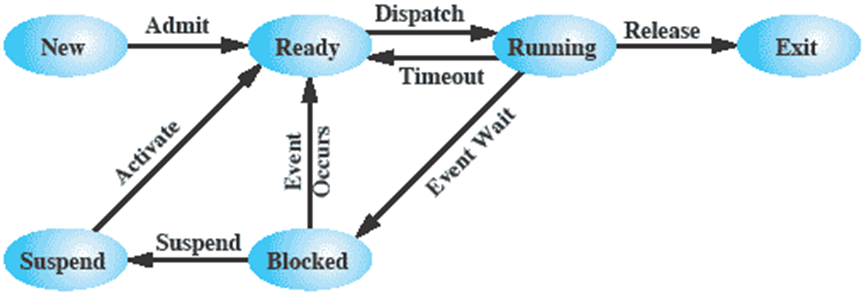 Dispatch
Admit
New
Ready
Running
Release
Exit
Timeout
Activate
Event
Occurs
Event Wait
Suspend
Suspend
Blocked